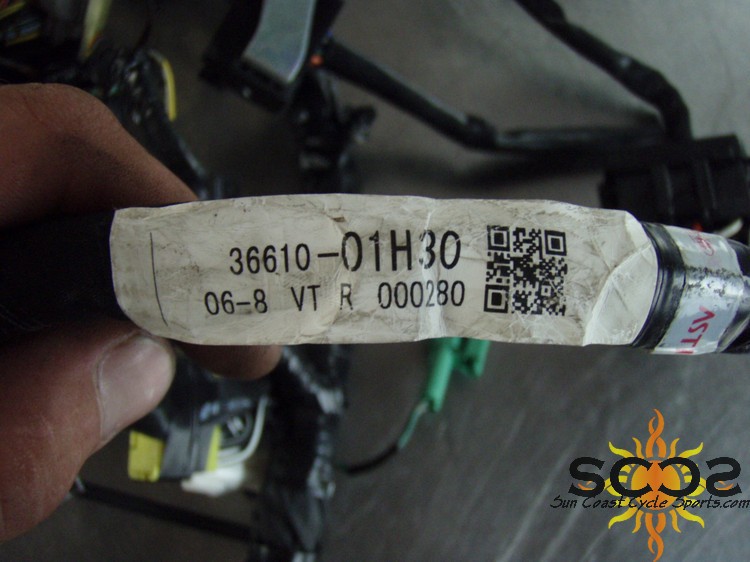 36610-01H30
06-8 VT R 000280
SCCS
Sun Coast Cycle Sports.com